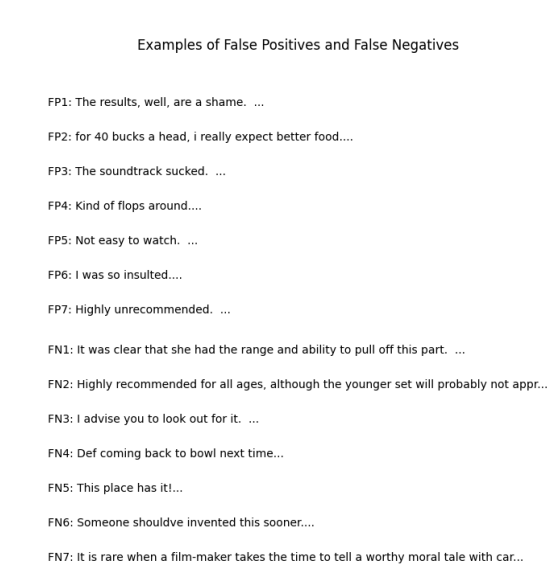 Examples of False Positives and False Negatives
FP1: The results, well, are a shame.  ...
FP2: for 40 bucks a head, i really expect better food....
FP3: The soundtrack sucked.  ...
FP4: Kind of flops around....
FP5: Not easy to watch.  ...
FP6: I was so insulted....
FP7: Highly unrecommended.  ...
FN1: It was clear that she had the range and ability to pull off this part.  ...
FN2: Highly recommended for all ages, although the younger set will probably not appr...
FN3: I advise you to look out for it.  ...
FN4: Def coming back to bowl next time...
FN5: This place has it!...
FN6: Someone shouldve invented this sooner....
FN7: It is rare when a film-maker takes the time to tell a worthy moral tale with car...